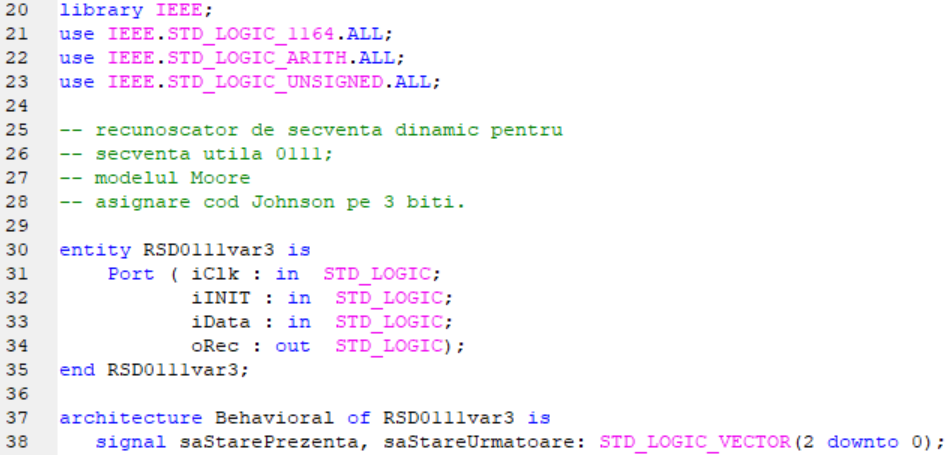 20 library IEEE;
21 use IEEE.STD_LOGIC_1164.ALL;
22 use IEEE.STD_LOGIC_ARITH.ALL;
23 use IEEE.STD_LOGIC_UNSIGNED.ALL;
24
25 -- recunoscator de secventa dinamic pentru
26 -- secventa utila 0111;
27 -- modelul Moore
28 -- asignare cod Johnson pe 3 biti.
29
30 entity RSD0111var3 is
31     Port ( iClk : in  STD_LOGIC;
32            iINIT : in  STD_LOGIC;
33            iData : in  STD_LOGIC;
34            oRec : out  STD_LOGIC);
35 end RSD0111var3;
36
37 architecture Behavioral of RSD0111var3 is
38    signal saStarePrezenta, saStareUrmatoare: STD_LOGIC_VECTOR(2 downto 0);